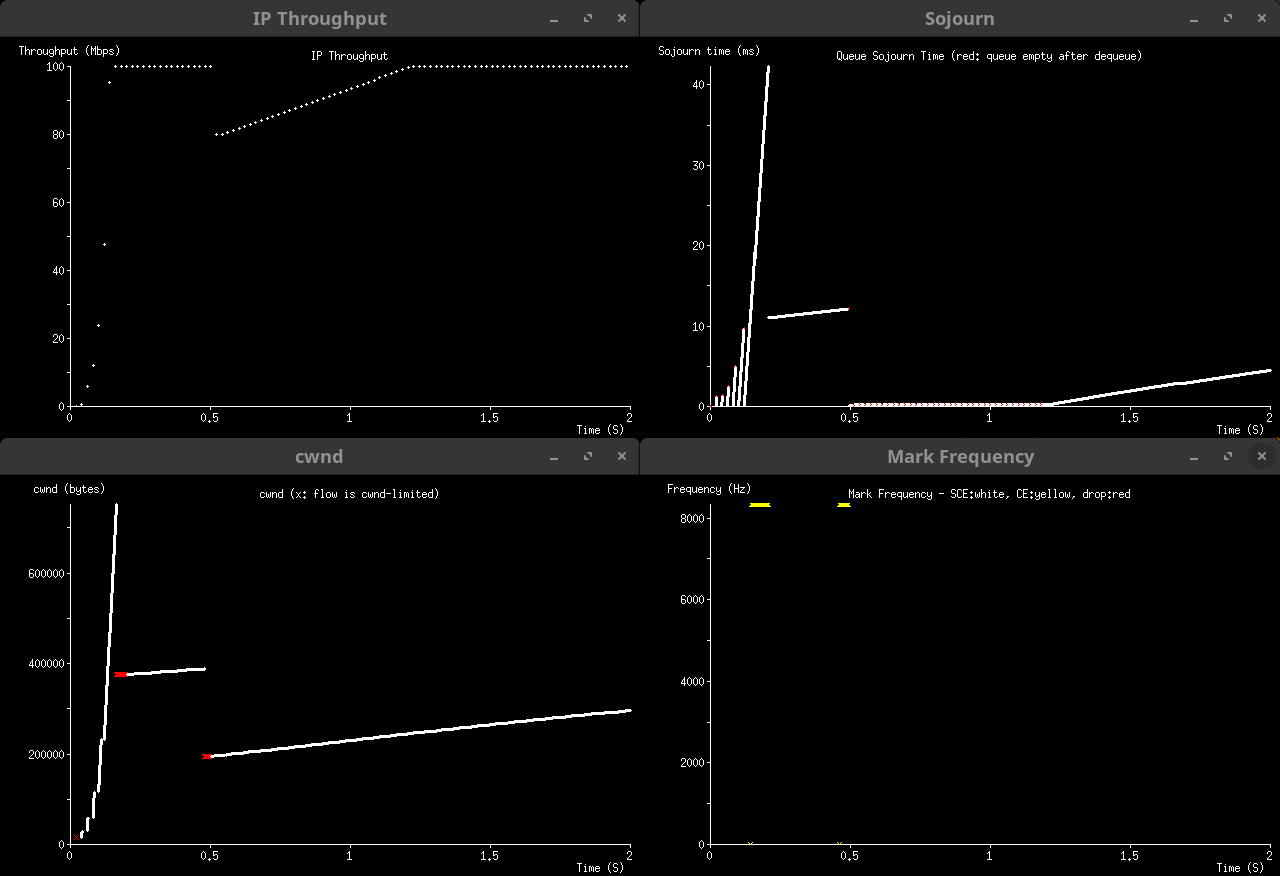 IP Throughput
Throughput (Mbps)
IP Throughput
100
80
60
40
20
0
0
0.5
1
1.5
2
Time (S)
Sojourn
Sojourn time (ms)
Queue Sojourn Time (red: queue empty after dequeue)
40
30
20
10
0
0
0.5
1
1.5
2
Time (S)
cwnd
cwnd (bytes)
cwnd (x: flow is cwnd-limited)
600000
400000
200000
0
0
0.5
1
1.5
2
Time (S)
Mark Frequency
Frequency (Hz)
Mark Frequency - SCE:white, CE:yellow, drop:red
8000
6000
4000
2000
0
0
0.5
1
1.5
2
Time (S)